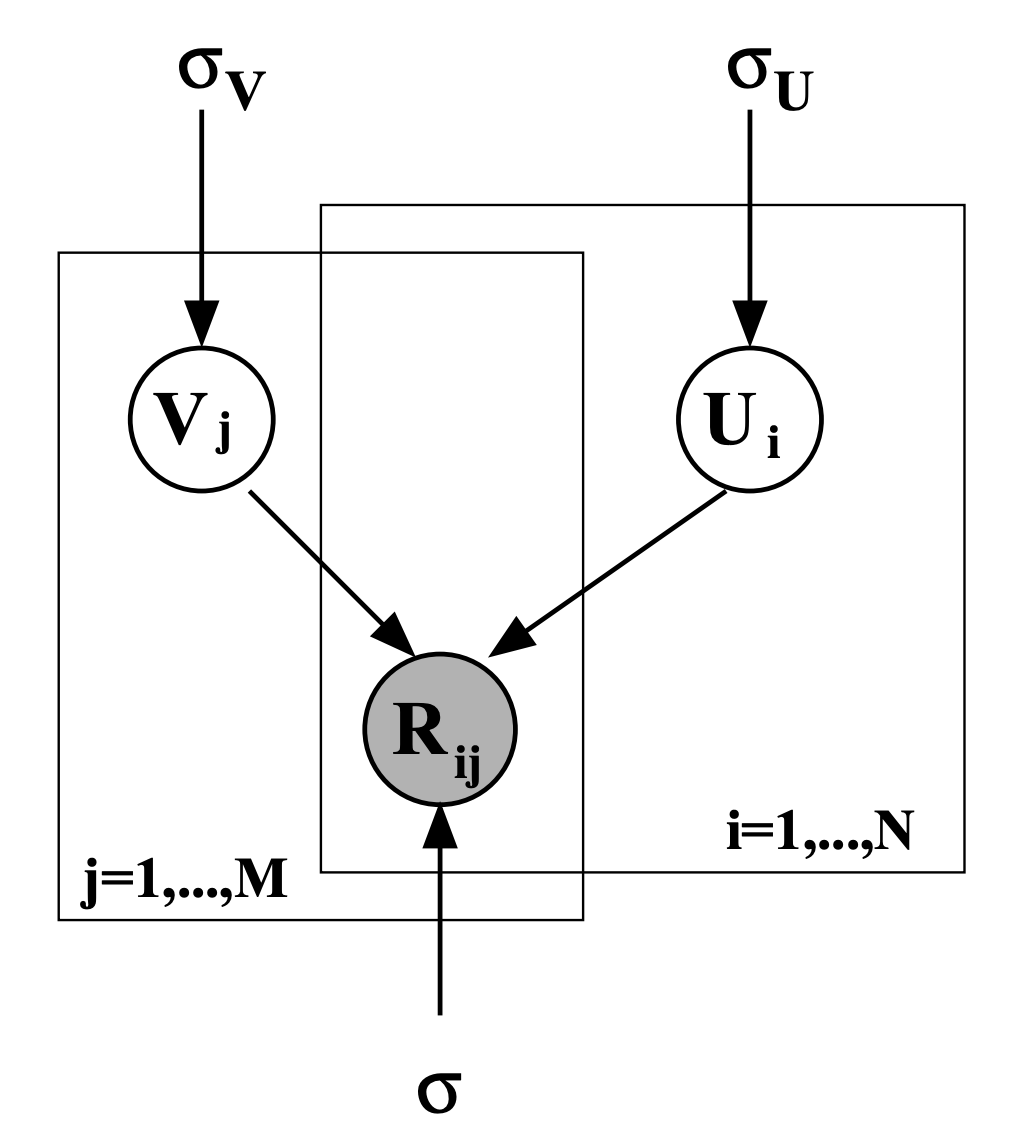 σV
σU
Vj
Ui
Rij
i=1,...,N
j=1,...,M
σ